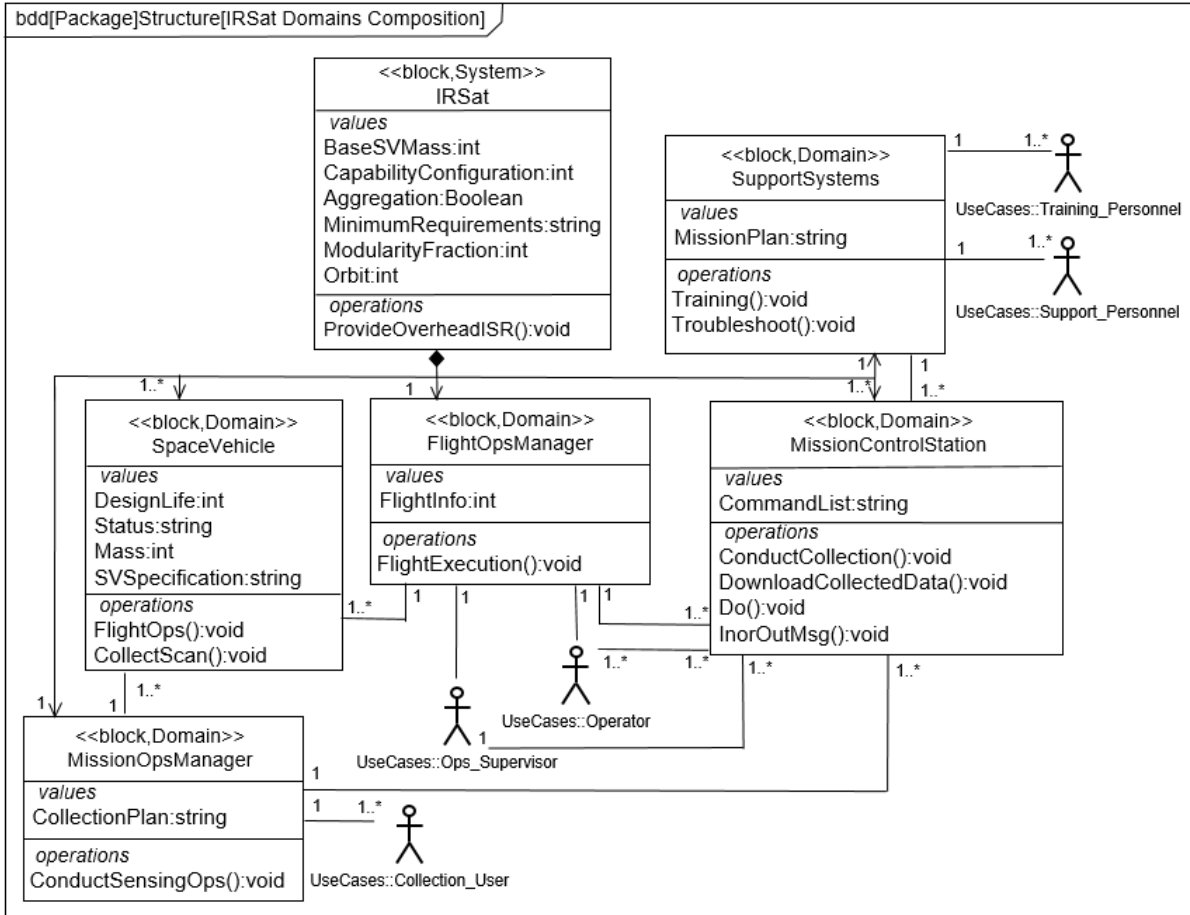 bdd[Package]Structure[IRSat Domains Composition]
<<block,System>>
IRSat
values
BaseSVMass:int
CapabilityConfiguration:int
Aggregation:Boolean
MinimumRequirements:string
ModularityFraction:int
Orbit:int
operations
ProvideOverheadISR():void
<<block,Domain>>
SupportSystems
values
MissionPlan:string
operations
Training():void
Troubleshoot():void
1
1..*
UseCases::Training_Personnel
1
1..*
UseCases::Support_Personnel
1..*
1
1
1..*
1
1..*
<<block,Domain>>
SpaceVehicle
values
DesignLife:int
Status:string
Mass:int
SVSpecification:string
operations
FlightOps():void
CollectScan():void
<<block,Domain>>
FlightOpsManager
values
FlightInfo:int
operations
FlightExecution():void
<<block,Domain>>
MissionControlStation
values
CommandList:string
operations
ConductCollection():void
DownloadCollectedData():void
Do():void
InorOutMsg():void
1..*
1
1
1
1
1..*
1..*
1..*
1..*
1..*
1
1
1..*
UseCases::Operator
UseCases::Ops_Supervisor
1
<<block,Domain>>
MissionOpsManager
values
CollectionPlan:string
operations
ConductSensingOps():void
1
1
1..*
UseCases::Collection_User